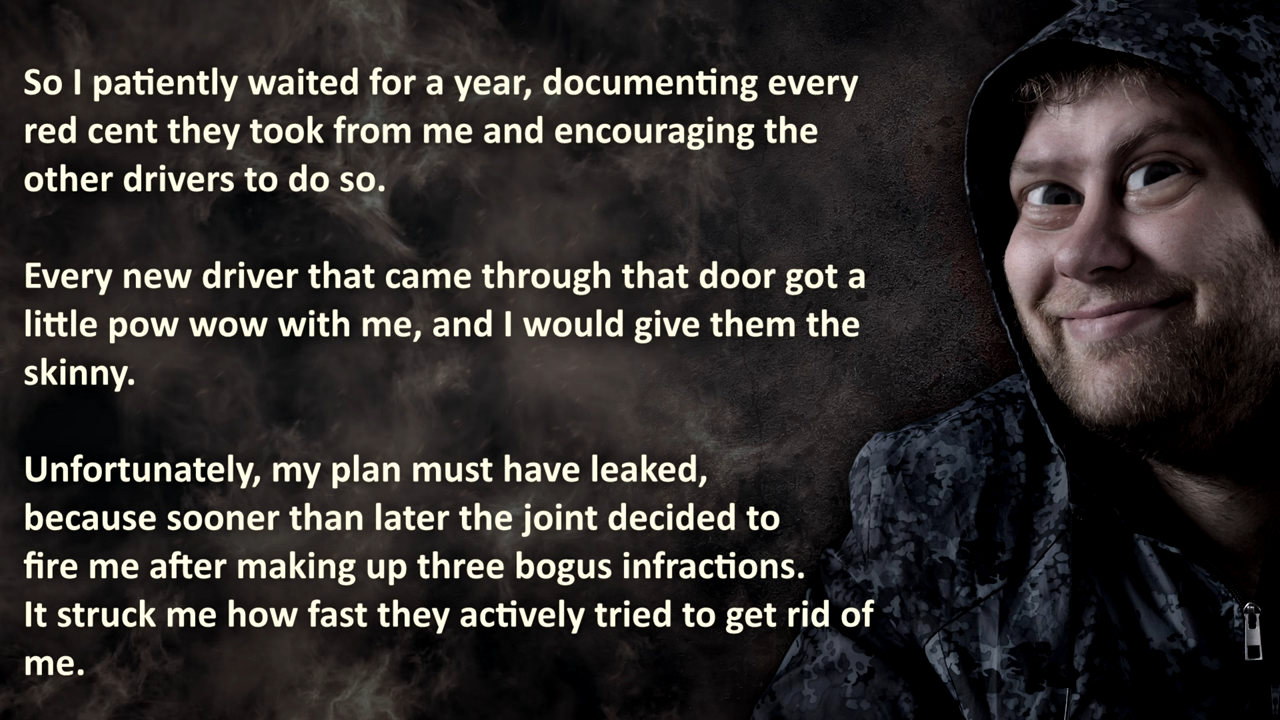 So I patiently waited for a year, documenting every
red cent they took from me and encouraging the
other drivers to do so.
Every new driver that came through that door got a
little pow wow with me, and I would give them the
skinny.
Unfortunately, my plan must have leaked,
because sooner than later the joint decided to
fire me after making up three bogus infractions.
It struck me how fast they actively tried to get rid of
me.